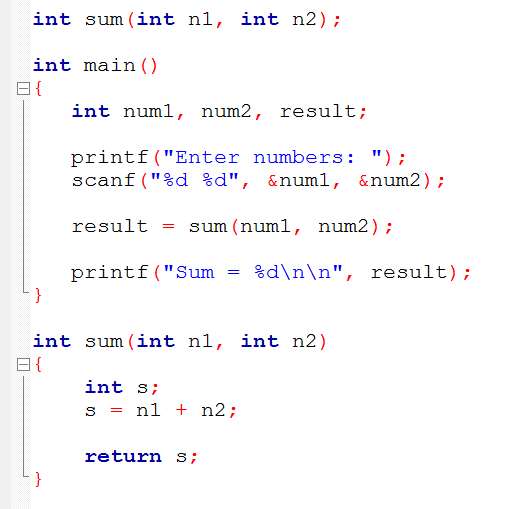 int sum(int n1, int n2);
int main()
{
int num1, num2, result;
printf("Enter numbers: ");
scanf("%d %d", &num1, &num2);
result = sum(num1, num2);
printf("Sum = %d\n\n", result);
}
int sum(int n1, int n2)
{
int s;
s = n1 + n2;
return s;
}